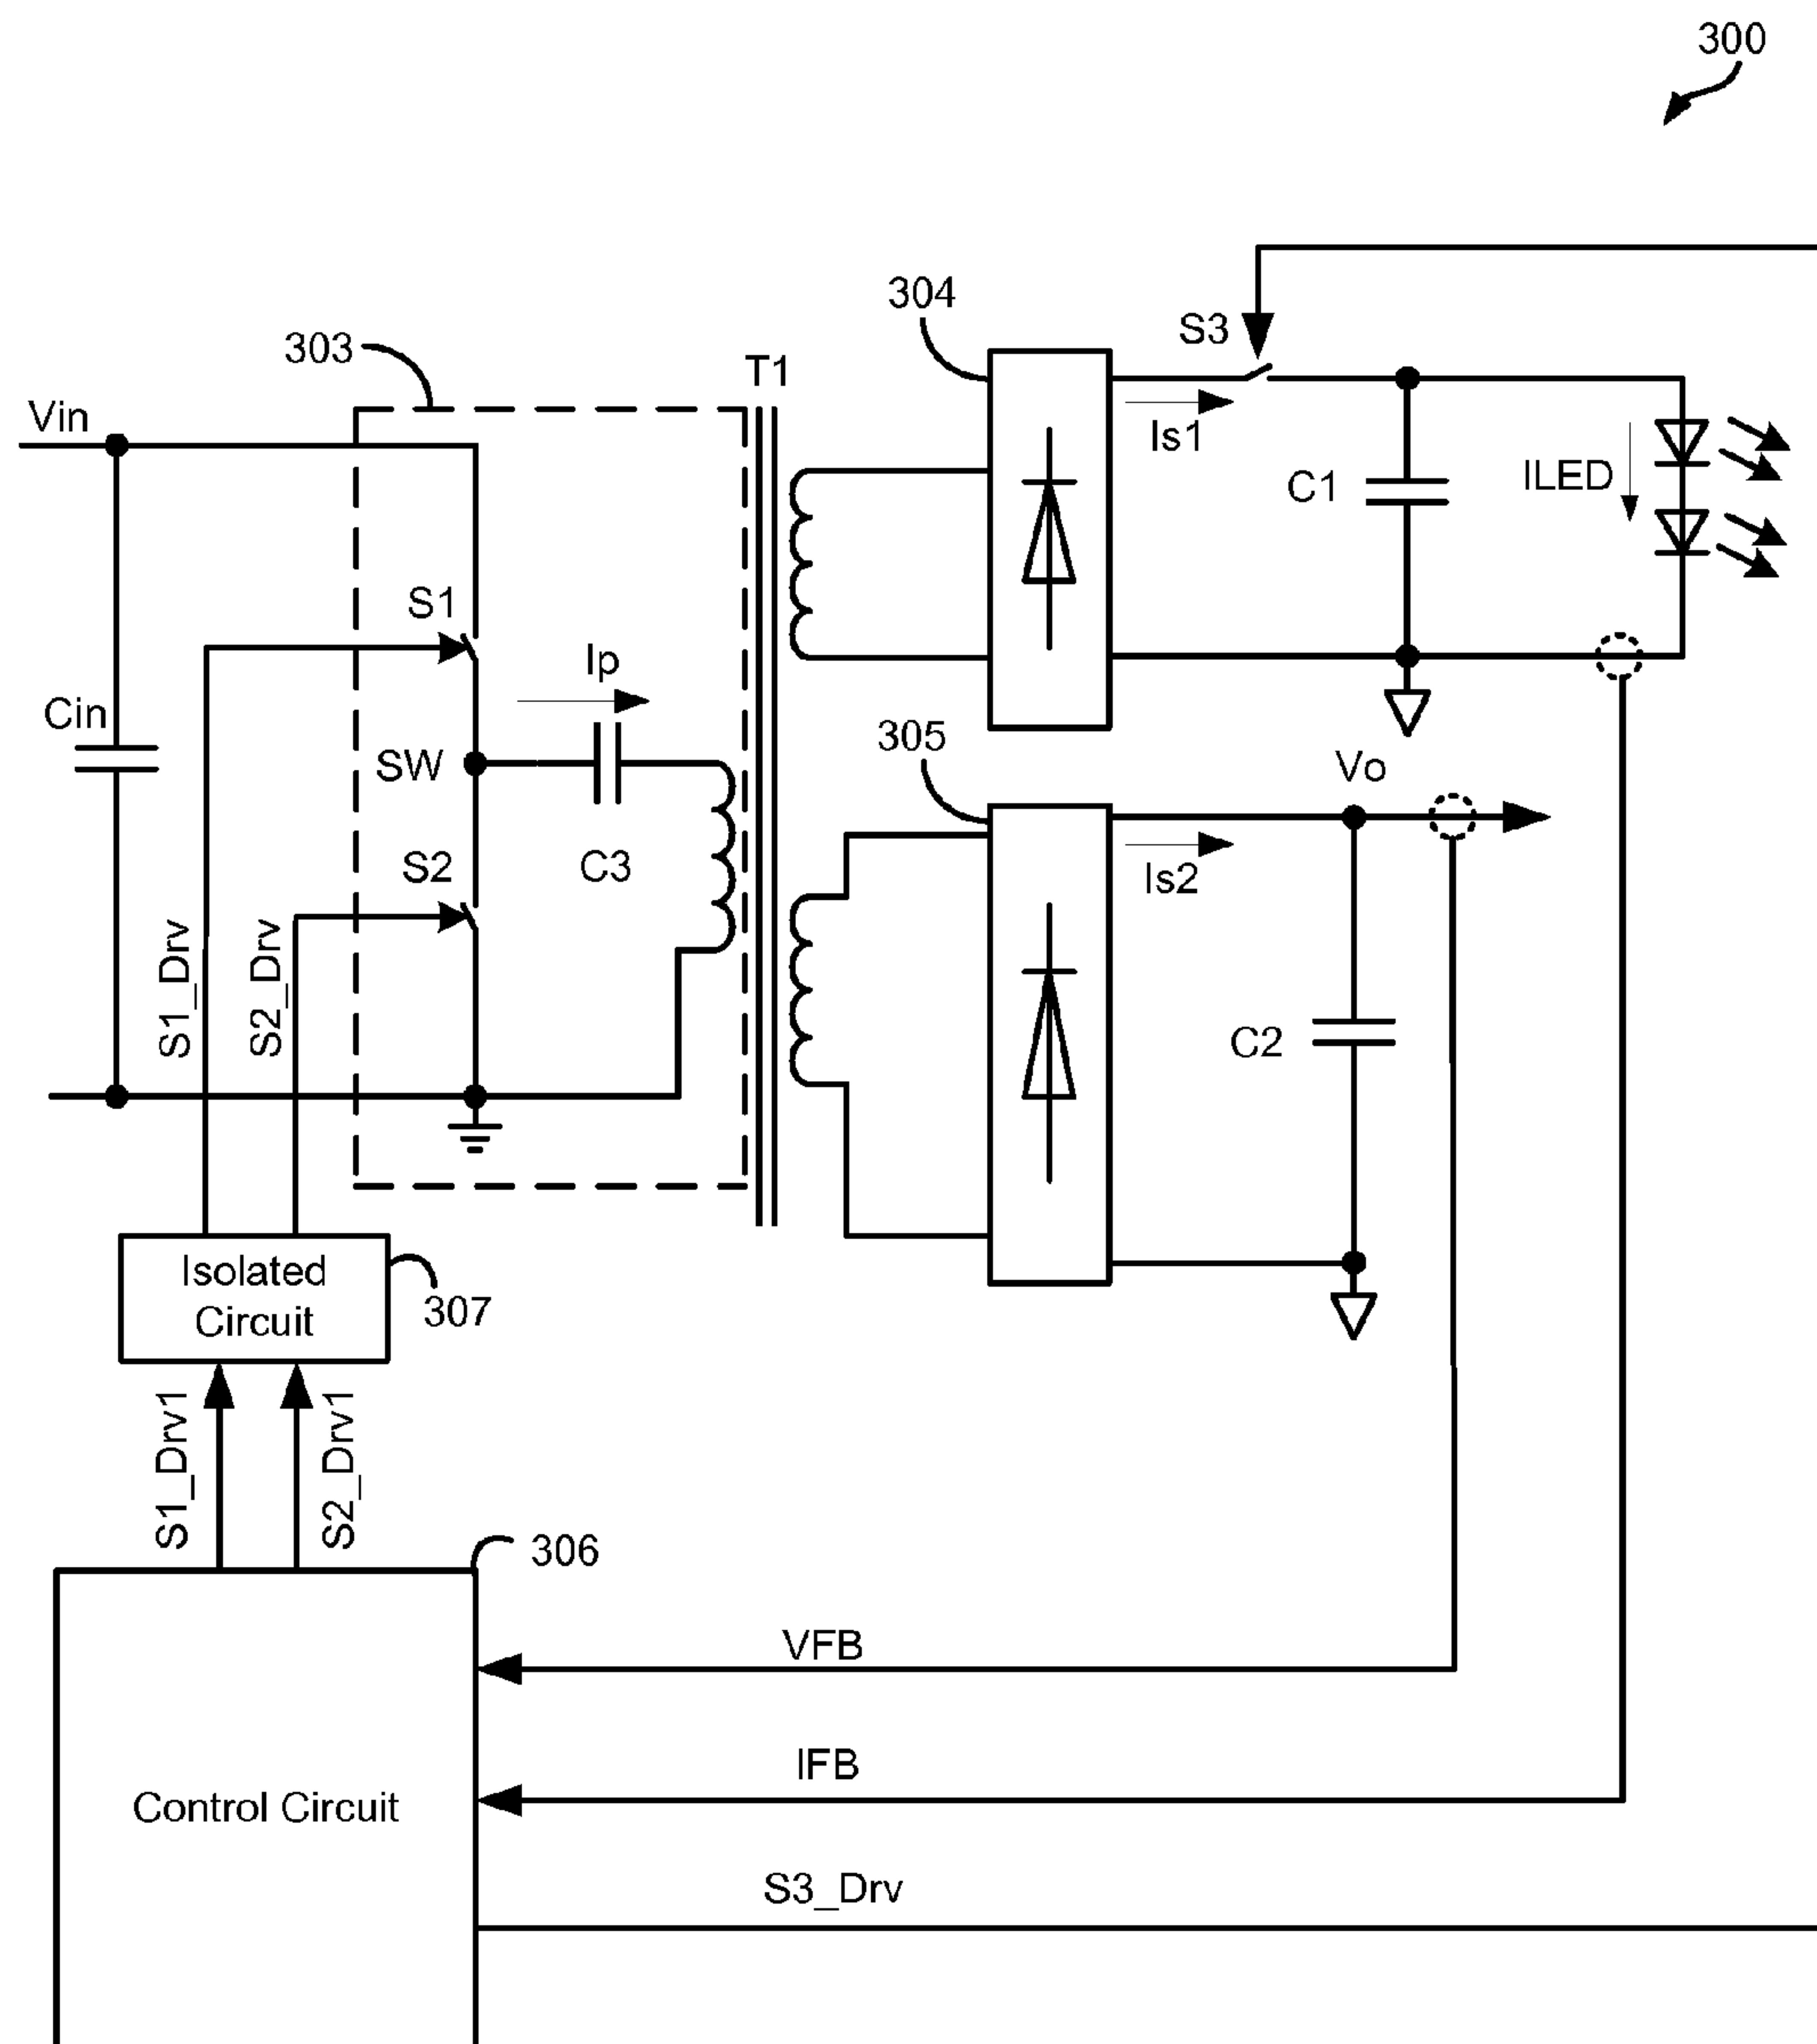 300
304
S3
303
T1
Vin
Is1
C1
ILED
S1
Ip
Cin
305
SW
Vo
S2
C3
Is2
S1_Drv
S2_Drv
C2
Isolated
Circuit
307
S1_Drv1
S2_Drv1
306
VFB
IFB
Control Circuit
S3_Drv